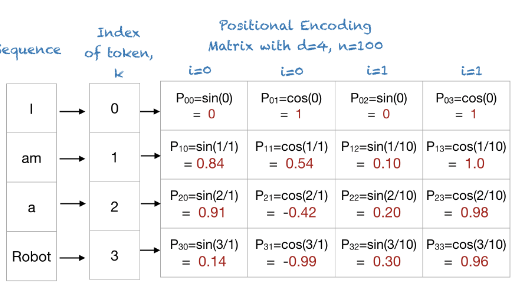 Positional Encoding
Index
Sequence of token, Matrix with d=4, n=100
k i=0 i=0 i=1 i=1
I 0 P00=sin(0) P01=cos(0) P02=sin(0) P03=cos(0)
= 0 = 1 = 0 = 1
am 1 P10=sin(1/1) P11=cos(1/1) P12=sin(1/10) P13=cos(1/10)
= 0.84 = 0.54 = 0.10 = 1.0
a 2 P20=sin(2/1) P21=cos(2/1) P22=sin(2/10) P23=cos(2/10)
= 0.91 = -0.42 = 0.20 = 0.98
Robot 3 P30=sin(3/1) P31=cos(3/1) P32=sin(3/10) P33=cos(3/10)
= 0.14 = -0.99 = 0.30 = 0.96